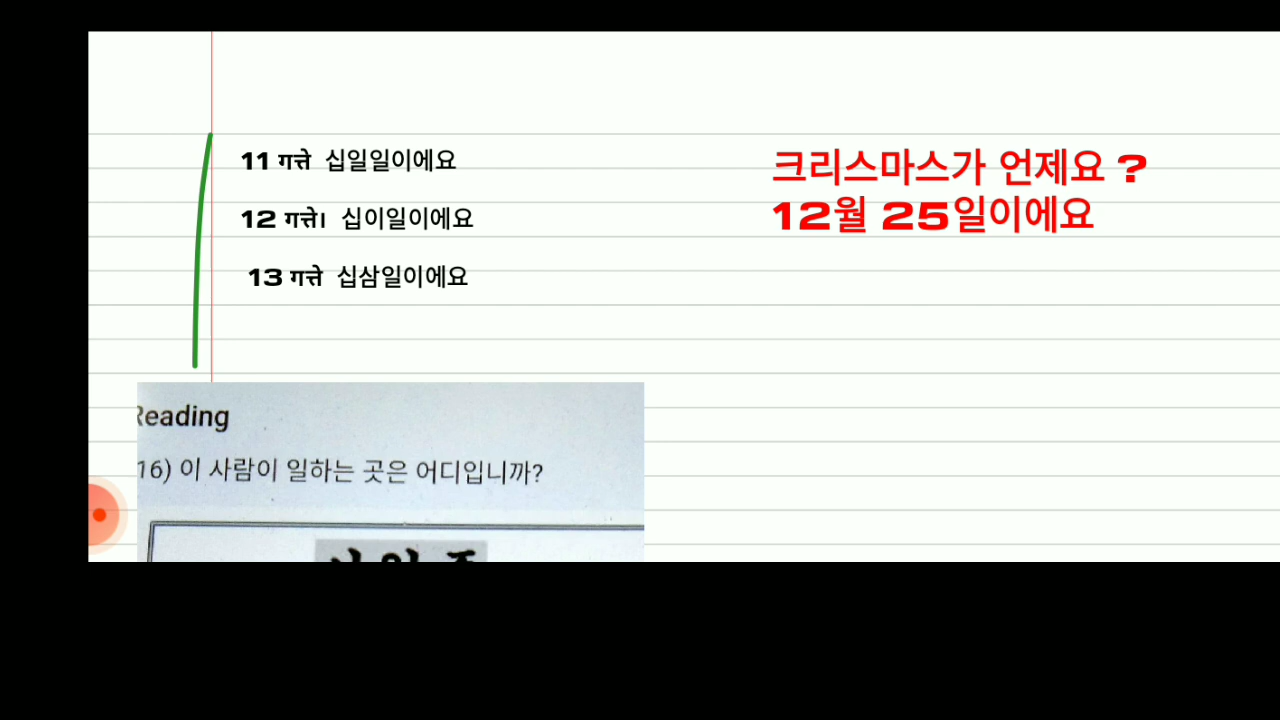 11 गत्ते 십일일이에요
12 गत्ते। 십이일이에요
13 गत्ते 십삼일이에요
크리스마스가 언제요 ?
12월 25일이에요
Reading
16) 이 사람이 일하는 곳은 어디입니까?